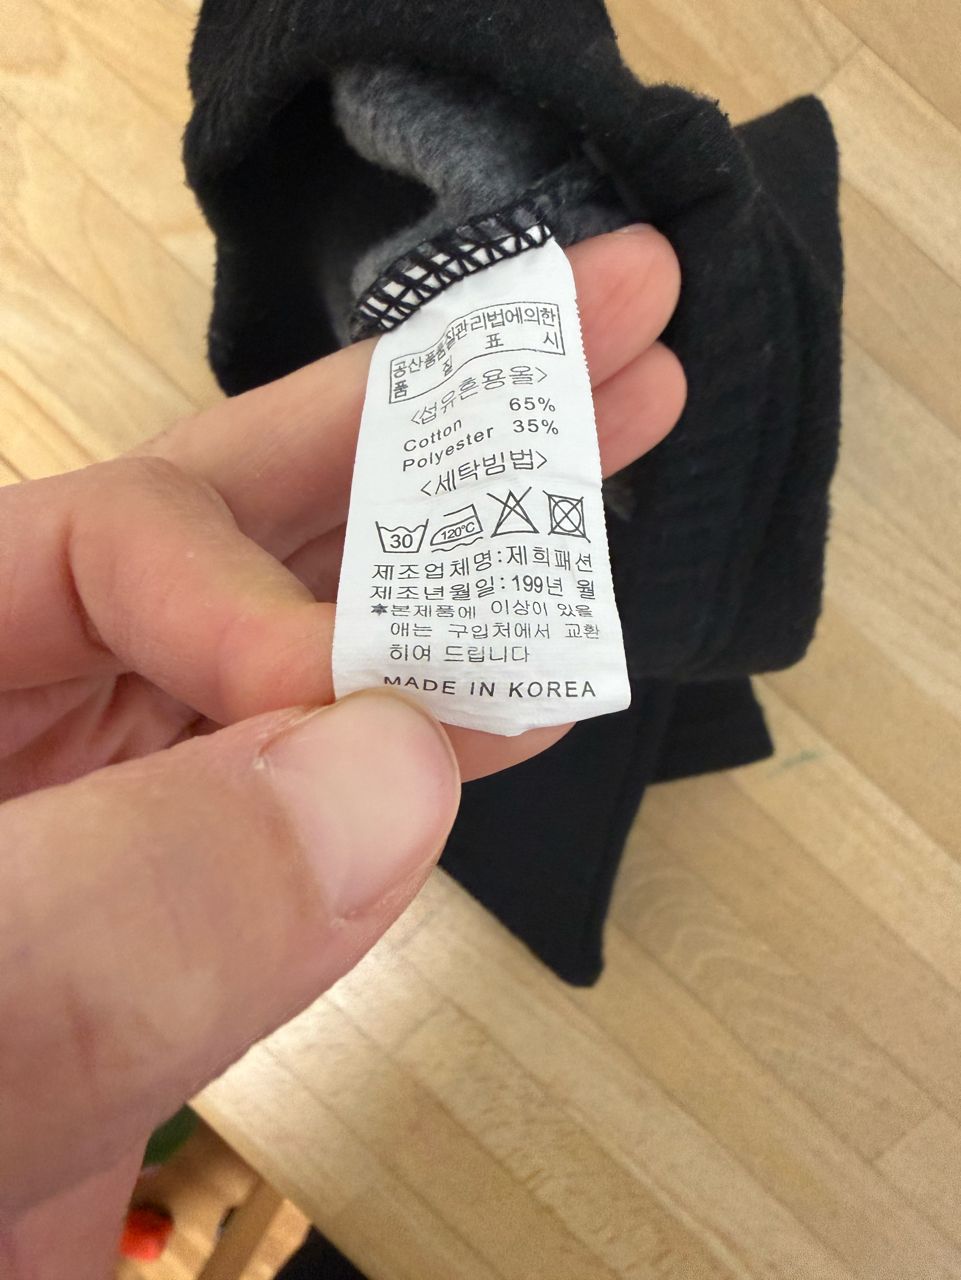 공산품품질관리법에의한
품 질 표 시
<섬유혼용율>
Cotton 65%
Polyester 35%
<세탁빙법>
30 120℃
제조업체명:제희패션
제조년월일:199년 월
*본제품에 이상이 있을
애는 구입처에서 교환
히여 드립니다
MADE IN KOREA